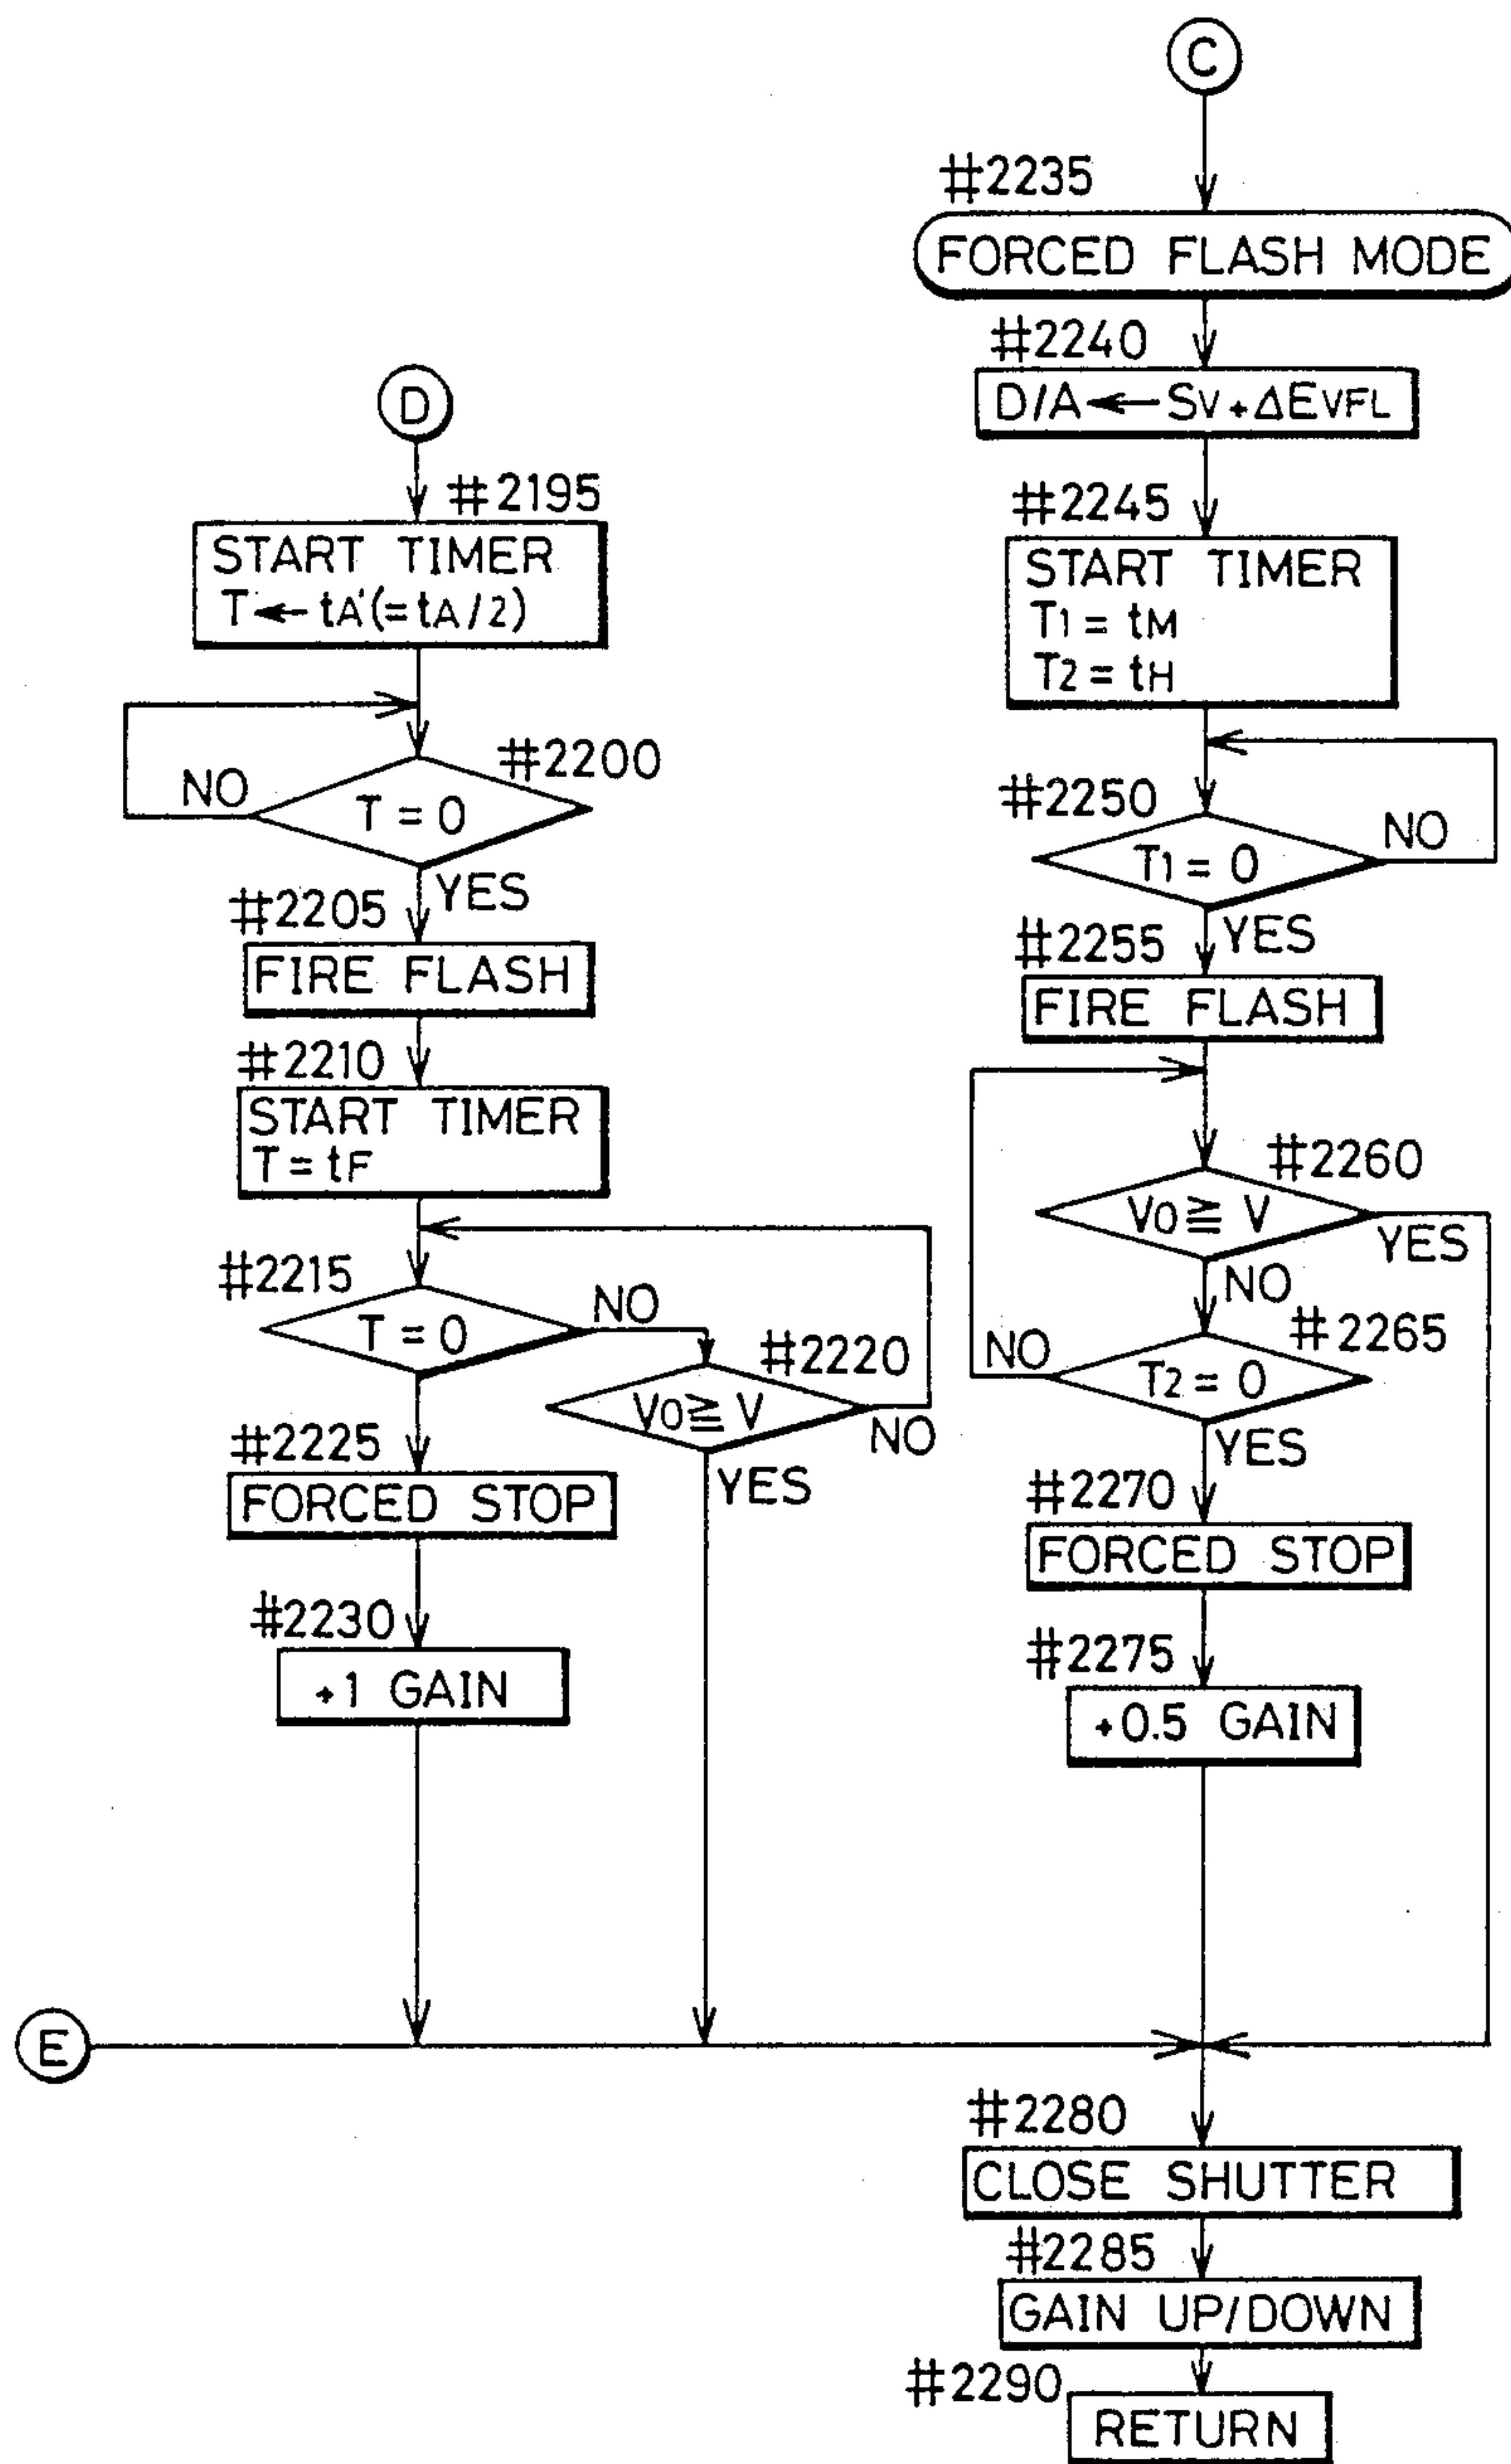 D
#2195
START TIMER
T ← tA'(=tA/2)
#2200
T = 0
NO
YES
#2205
FIRE FLASH
#2210
START TIMER
T = tF
#2215
T = 0
NO
#2220
V0 ≧ V
NO
YES
#2225
FORCED STOP
#2230
+1 GAIN
E
C
#2235
FORCED FLASH MODE
#2240
D/A ← SV + ΔEVFL
#2245
START TIMER
T1 = tM
T2 = tH
#2250
T1 = 0
NO
YES
#2255
FIRE FLASH
#2260
V0 ≧ V
YES
NO
#2265
T2 = 0
NO
YES
#2270
FORCED STOP
#2275
+0.5 GAIN
#2280
CLOSE SHUTTER
#2285
GAIN UP/DOWN
#2290
RETURN